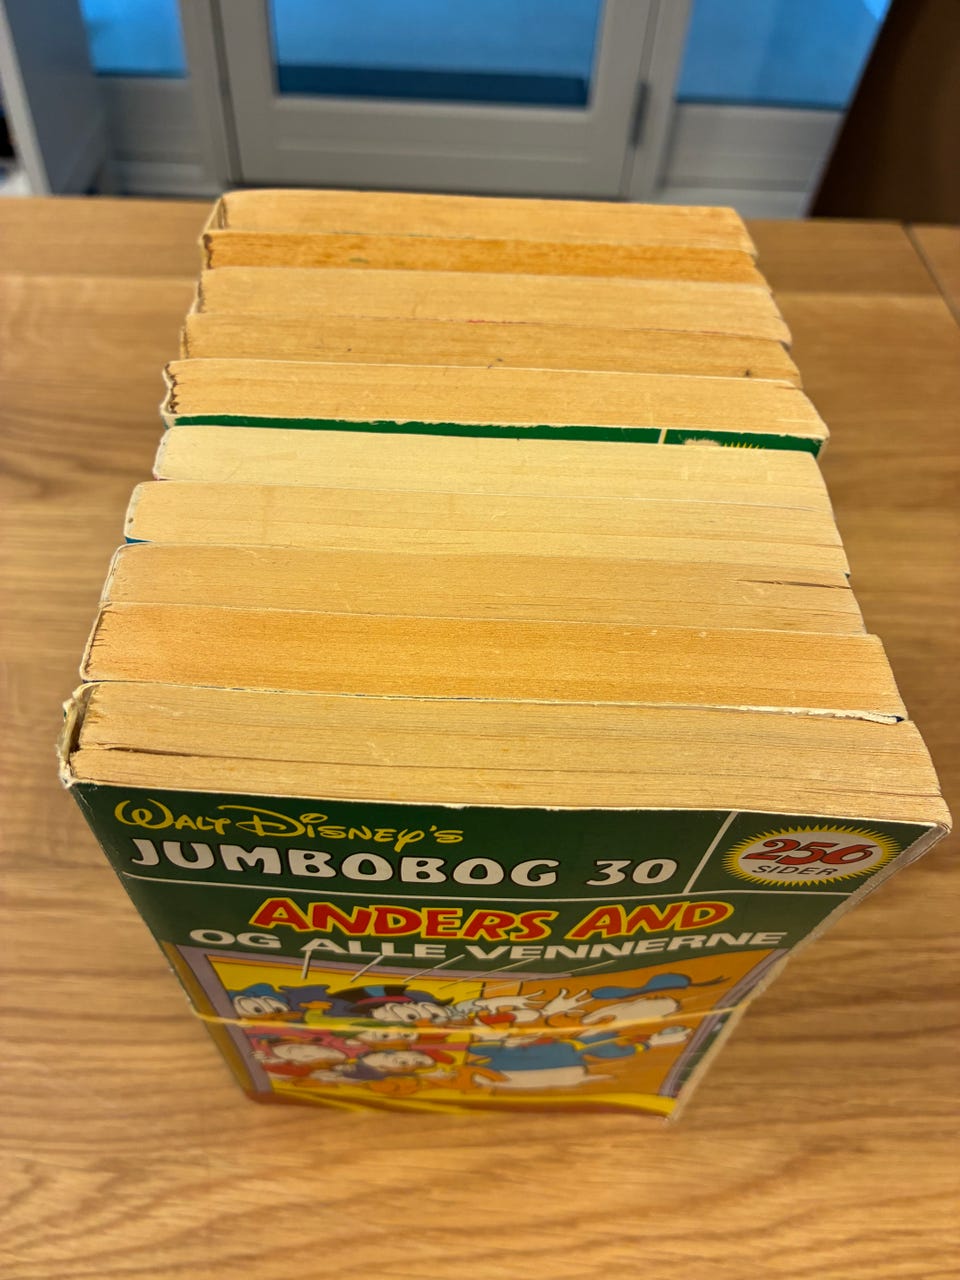 WALT DISNEY'S
JUMBOBOG 30
256
SIDER
ANDERS AND
OG ALLE VENNERNE